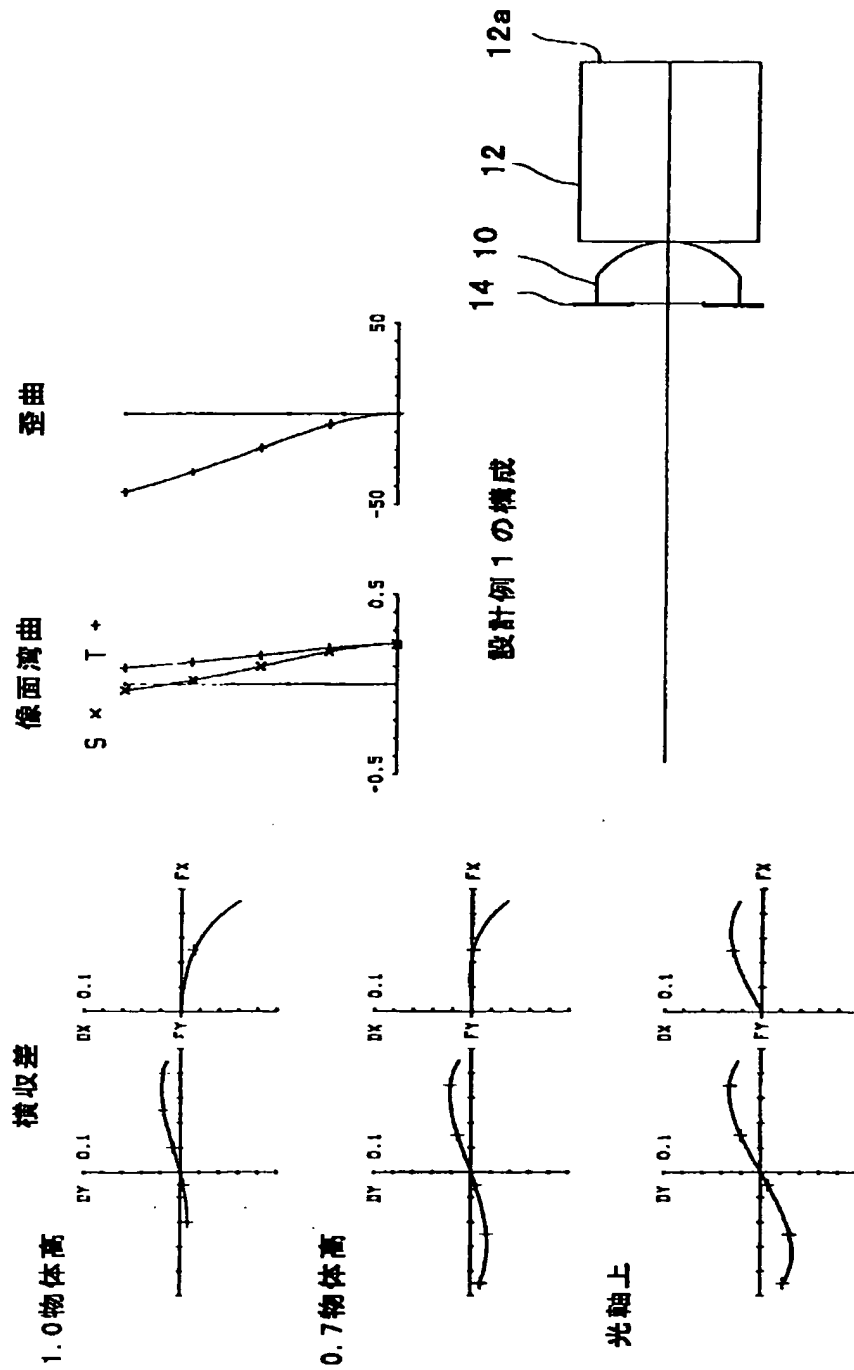 横収差
1.0物体高
DY 0.1
FY
DX 0.1
FX
0.7物体高
DY 0.1
FY
DX 0.1
FX
光軸上
DY 0.1
FY
DX 0.1
FX
像面湾曲
S × T +
-0.5 0.5
歪曲
-50 50
設計例1の構成
14 10 12 12a